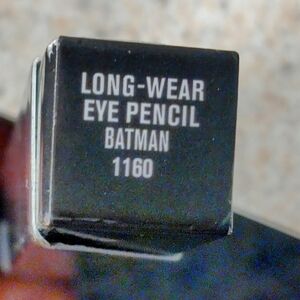 LONG-WEAR
EYE PENCIL
BATMAN
1160